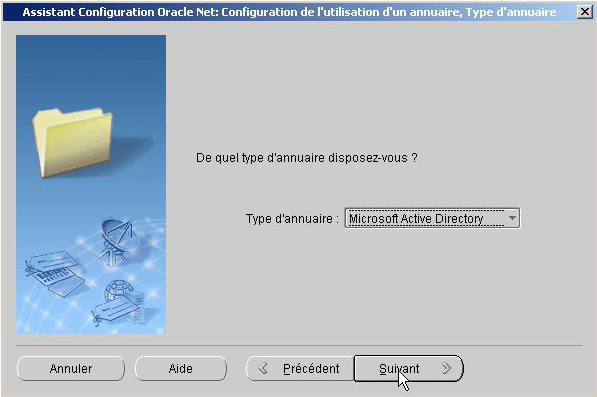 Assistant Configuration Oracle Net: Configuration de l'utilisation d'un annuaire, Type d'annuaire
De quel type d'annuaire disposez-vous ?
Type d'annuaire : Microsoft Active Directory
Annuler Aide Précédent Suivant